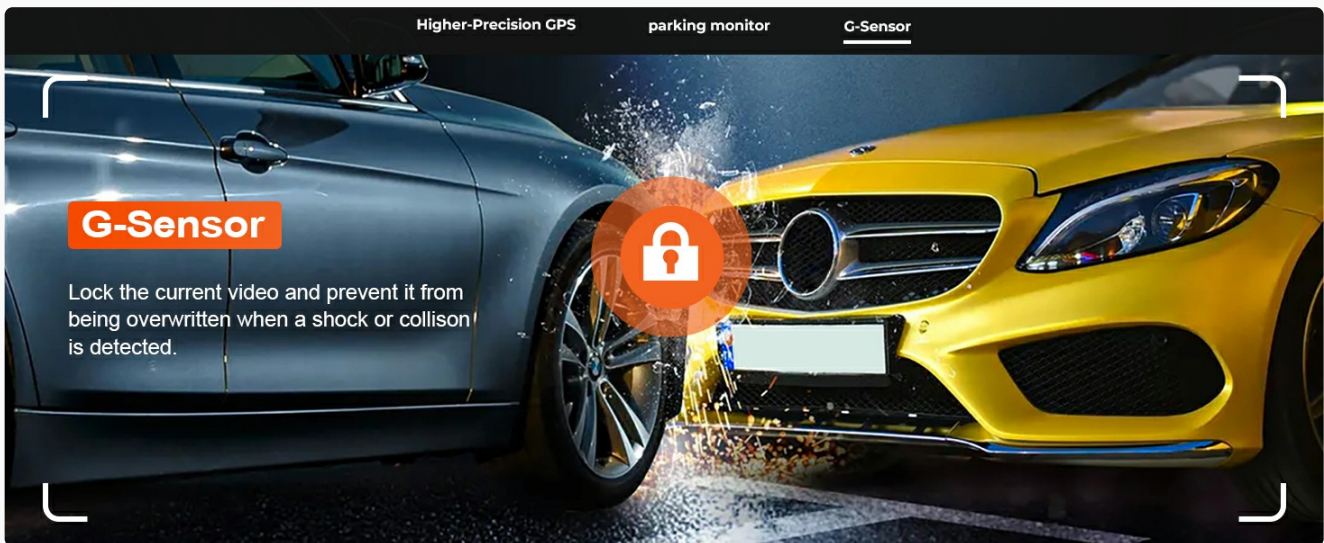 Higher-Precision GPS
parking monitor
G-Sensor
G-Sensor
Lock the current video and prevent it from
being overwritten when a shock or collison
is detected.